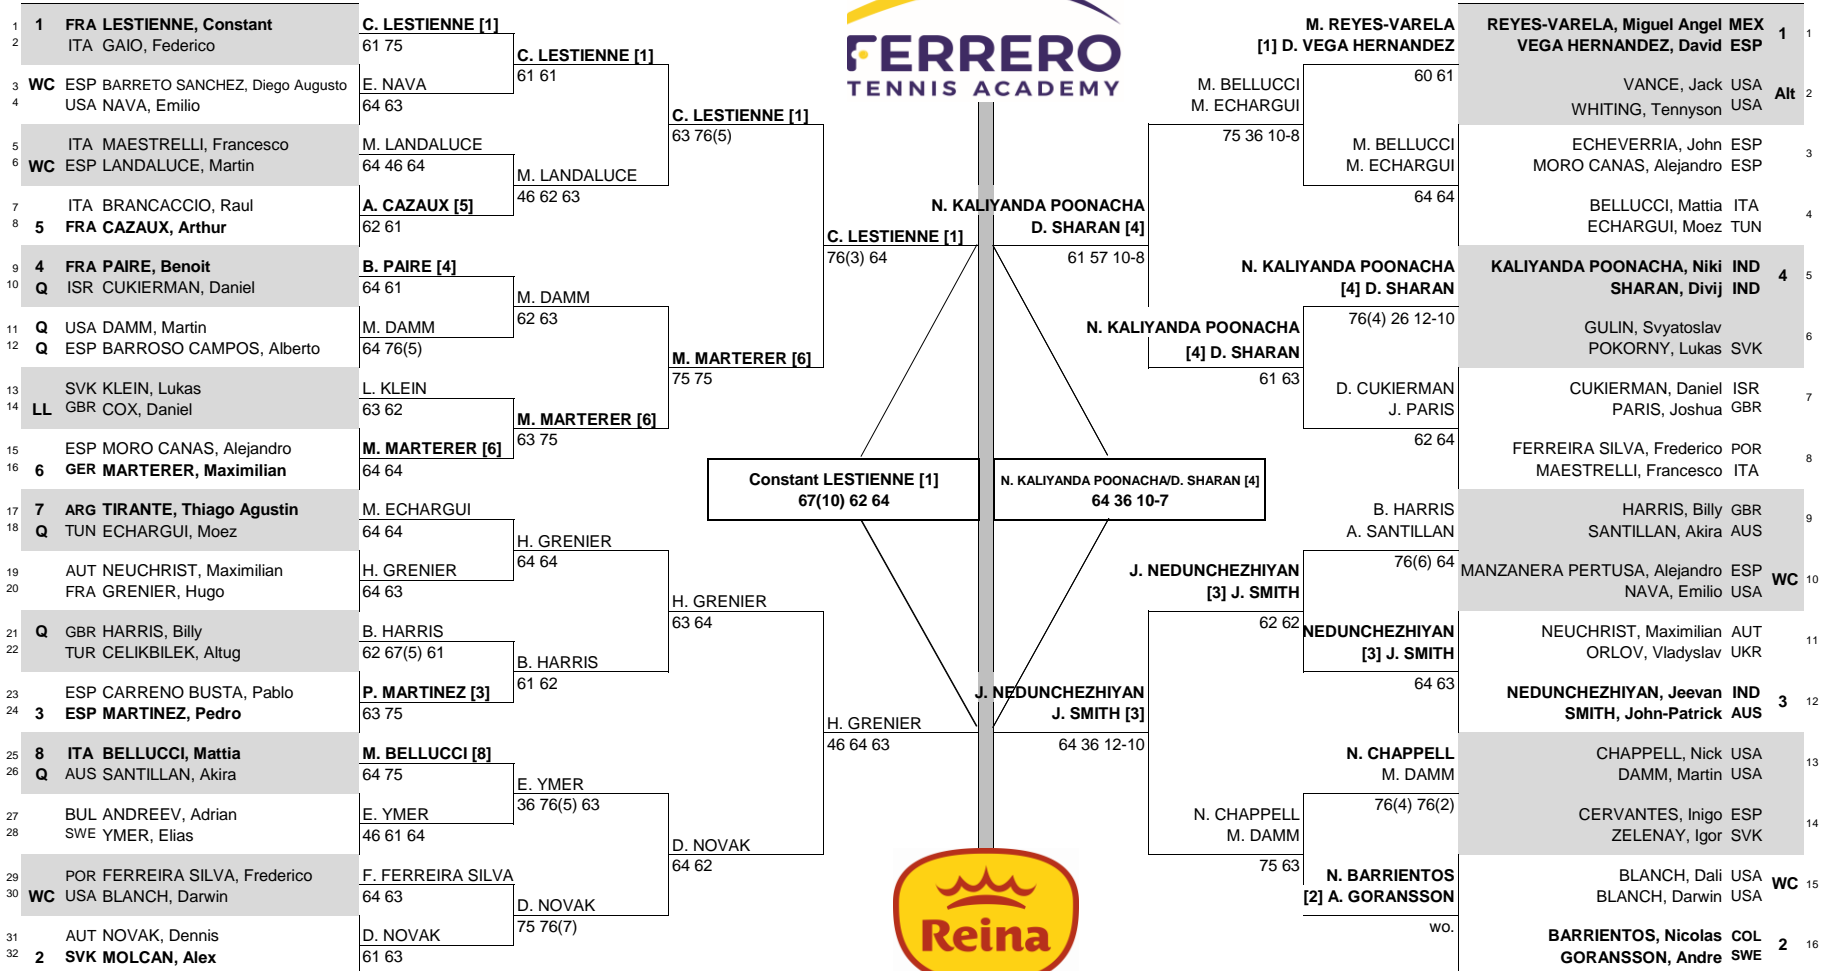 1 1 FRA LESTIENNE, Constant
2 ITA GAIO, Federico
3 WC ESP BARRETO SANCHEZ, Diego Augusto
4 USA NAVA, Emilio
5 ITA MAESTRELLI, Francesco
6 WC ESP LANDALUCE, Martin
7 ITA BRANCACCIO, Raul
8 5 FRA CAZAUX, Arthur
9 4 FRA PAIRE, Benoit
10 Q ISR CUKIERMAN, Daniel
11 Q USA DAMM, Martin
12 Q ESP BARROSO CAMPOS, Alberto
13 SVK KLEIN, Lukas
14 LL GBR COX, Daniel
15 ESP MORO CANAS, Alejandro
16 6 GER MARTERER, Maximilian
17 7 ARG TIRANTE, Thiago Agustin
18 Q TUN ECHARGUI, Moez
19 AUT NEUCHRIST, Maximilian
20 FRA GRENIER, Hugo
21 Q GBR HARRIS, Billy
22 TUR CELIKBILEK, Altug
23 ESP CARRENO BUSTA, Pablo
24 3 ESP MARTINEZ, Pedro
25 8 ITA BELLUCCI, Mattia
26 Q AUS SANTILLAN, Akira
27 BUL ANDREEV, Adrian
28 SWE YMER, Elias
29 POR FERREIRA SILVA, Frederico
30 WC USA BLANCH, Darwin
31 AUT NOVAK, Dennis
32 2 SVK MOLCAN, Alex
C. LESTIENNE [1]
61 75
E. NAVA
64 63
M. LANDALUCE
64 46 64
A. CAZAUX [5]
62 61
B. PAIRE [4]
64 61
M. DAMM
64 76(5)
L. KLEIN
63 62
M. MARTERER [6]
64 64
M. ECHARGUI
64 64
H. GRENIER
64 63
B. HARRIS
62 67(5) 61
P. MARTINEZ [3]
63 75
M. BELLUCCI [8]
64 75
E. YMER
46 61 64
F. FERREIRA SILVA
64 63
D. NOVAK
61 63
C. LESTIENNE [1]
61 61
M. LANDALUCE
46 62 63
M. DAMM
62 63
M. MARTERER [6]
63 75
H. GRENIER
64 64
B. HARRIS
61 62
E. YMER
36 76(5) 63
D. NOVAK
75 76(7)
C. LESTIENNE [1]
63 76(5)
M. MARTERER [6]
75 75
H. GRENIER
63 64
D. NOVAK
64 62
C. LESTIENNE [1]
76(3) 64
H. GRENIER
46 64 63
Constant LESTIENNE [1]
67(10) 62 64
FERRERO
TENNIS ACADEMY
Reina
N. KALIYANDA POONACHA/D. SHARAN [4]
64 36 10-7
N. KALIYANDA POONACHA
D. SHARAN [4]
61 57 10-8
J. NEDUNCHEZHIYAN
J. SMITH [3]
64 36 12-10
M. BELLUCCI
M. ECHARGUI
75 36 10-8
N. KALIYANDA POONACHA
[4] D. SHARAN
61 63
J. NEDUNCHEZHIYAN
[3] J. SMITH
62 62
N. CHAPPELL
M. DAMM
75 63
M. REYES-VARELA
[1] D. VEGA HERNANDEZ
60 61
M. BELLUCCI
M. ECHARGUI
64 64
N. KALIYANDA POONACHA
[4] D. SHARAN
76(4) 26 12-10
D. CUKIERMAN
J. PARIS
62 64
B. HARRIS
A. SANTILLAN
76(6) 64
NEDUNCHEZHIYAN
[3] J. SMITH
64 63
N. CHAPPELL
M. DAMM
76(4) 76(2)
N. BARRIENTOS
[2] A. GORANSSON
wo.
REYES-VARELA, Miguel Angel MEX
VEGA HERNANDEZ, David ESP
1 1
VANCE, Jack USA
WHITING, Tennyson USA
Alt 2
ECHEVERRIA, John ESP
MORO CANAS, Alejandro ESP
3
BELLUCCI, Mattia ITA
ECHARGUI, Moez TUN
4
KALIYANDA POONACHA, Niki IND
SHARAN, Divij IND
4 5
GULIN, Svyatoslav
POKORNY, Lukas SVK
6
CUKIERMAN, Daniel ISR
PARIS, Joshua GBR
7
FERREIRA SILVA, Frederico POR
MAESTRELLI, Francesco ITA
8
HARRIS, Billy GBR
SANTILLAN, Akira AUS
9
MANZANERA PERTUSA, Alejandro ESP
NAVA, Emilio USA
WC 10
NEUCHRIST, Maximilian AUT
ORLOV, Vladyslav UKR
11
NEDUNCHEZHIYAN, Jeevan IND
SMITH, John-Patrick AUS
3 12
CHAPPELL, Nick USA
DAMM, Martin USA
13
CERVANTES, Inigo ESP
ZELENAY, Igor SVK
14
BLANCH, Dali USA
BLANCH, Darwin USA
WC 15
BARRIENTOS, Nicolas COL
GORANSSON, Andre SWE
2 16